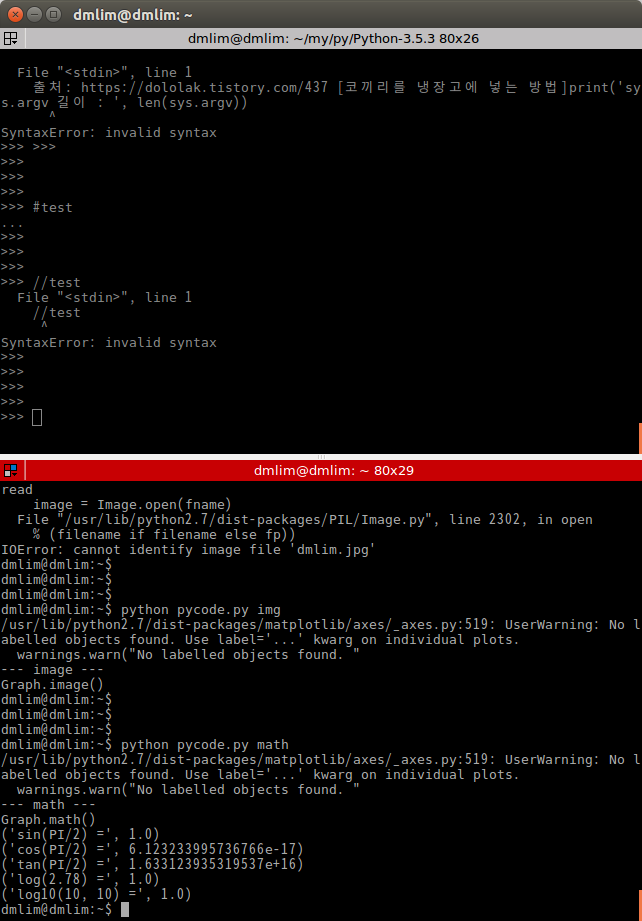 dmlim@dmlim: ~
dmlim@dmlim: ~/my/py/Python-3.5.3 80x26
File "<stdin>", line 1
출처: https://dololak.tistory.com/437 [코끼리를 냉장고에 넣는 방법]print('sy
s.argv 길이 : ', len(sys.argv))
^
SyntaxError: invalid syntax
>>> >>>
>>>
>>>
>>>
>>> #test
...
>>>
>>>
>>>
>>> //test
File "<stdin>", line 1
//test
^
SyntaxError: invalid syntax
>>>
>>>
>>>
>>>
>>>
dmlim@dmlim: ~ 80x29
read
image = Image.open(fname)
File "/usr/lib/python2.7/dist-packages/PIL/Image.py", line 2302, in open
% (filename if filename else fp))
IOError: cannot identify image file 'dmlim.jpg'
dmlim@dmlim:~$
dmlim@dmlim:~$
dmlim@dmlim:~$
dmlim@dmlim:~$ python pycode.py img
/usr/lib/python2.7/dist-packages/matplotlib/axes/_axes.py:519: UserWarning: No l
abelled objects found. Use label='...' kwarg on individual plots.
warnings.warn("No labelled objects found. "
--- image ---
Graph.image()
dmlim@dmlim:~$
dmlim@dmlim:~$
dmlim@dmlim:~$
dmlim@dmlim:~$ python pycode.py math
/usr/lib/python2.7/dist-packages/matplotlib/axes/_axes.py:519: UserWarning: No l
abelled objects found. Use label='...' kwarg on individual plots.
warnings.warn("No labelled objects found. "
--- math ---
Graph.math()
('sin(PI/2) =', 1.0)
('cos(PI/2) =', 6.123233995736766e-17)
('tan(PI/2) =', 1.633123935319537e+16)
('log(2.78) =', 1.0)
('log10(10, 10) =', 1.0)
dmlim@dmlim:~$